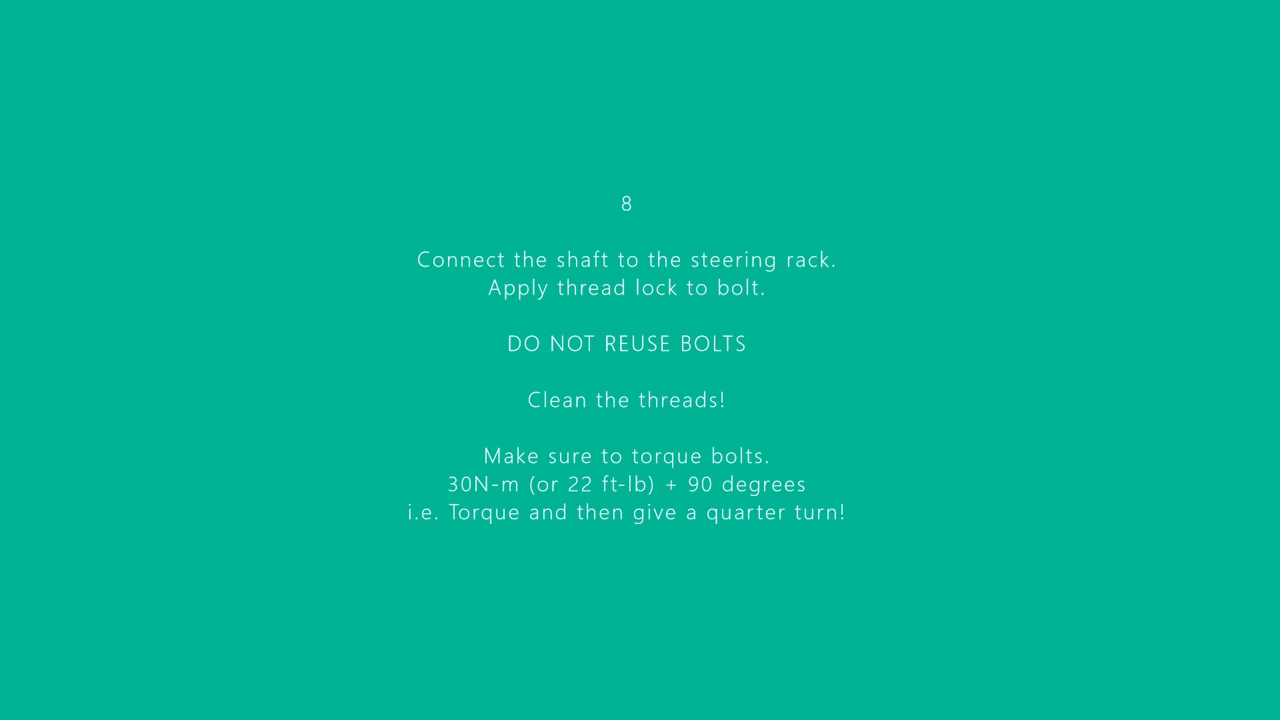 8
Connect the shaft to the steering rack.
Apply thread lock to bolt.
DO NOT REUSE BOLTS
Clean the threads!
Make sure to torque bolts.
30N-m (or 22 ft-lb) + 90 degrees
i.e. Torque and then give a quarter turn!